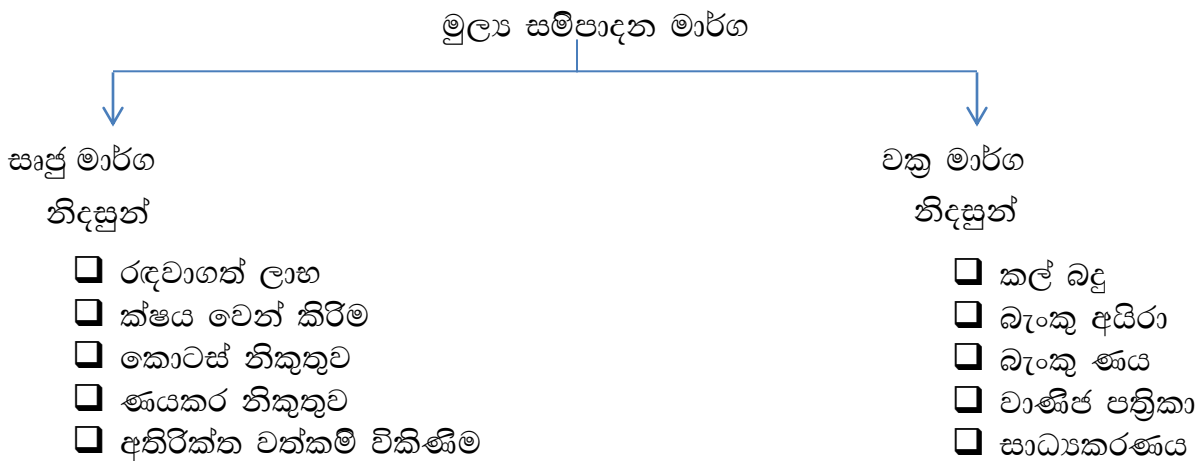 මුල්‍ය සම්පාදන මාර්ග
සෘජු මාර්ග
නිදසුන්
රඳවාගත් ලාභ
ක්ෂය වෙන් කිරිම
කොටස් නිකුතුව
ණයකර නිකුතුව
අතිරික්ත වත්කම් විකිණිම
වක්‍ර මාර්ග
නිදසුන්
කල් බදු
බැංකු අයිරා
බැංකු ණය
වාණිජ පත්‍රිකා
සාධ්‍යකරණය